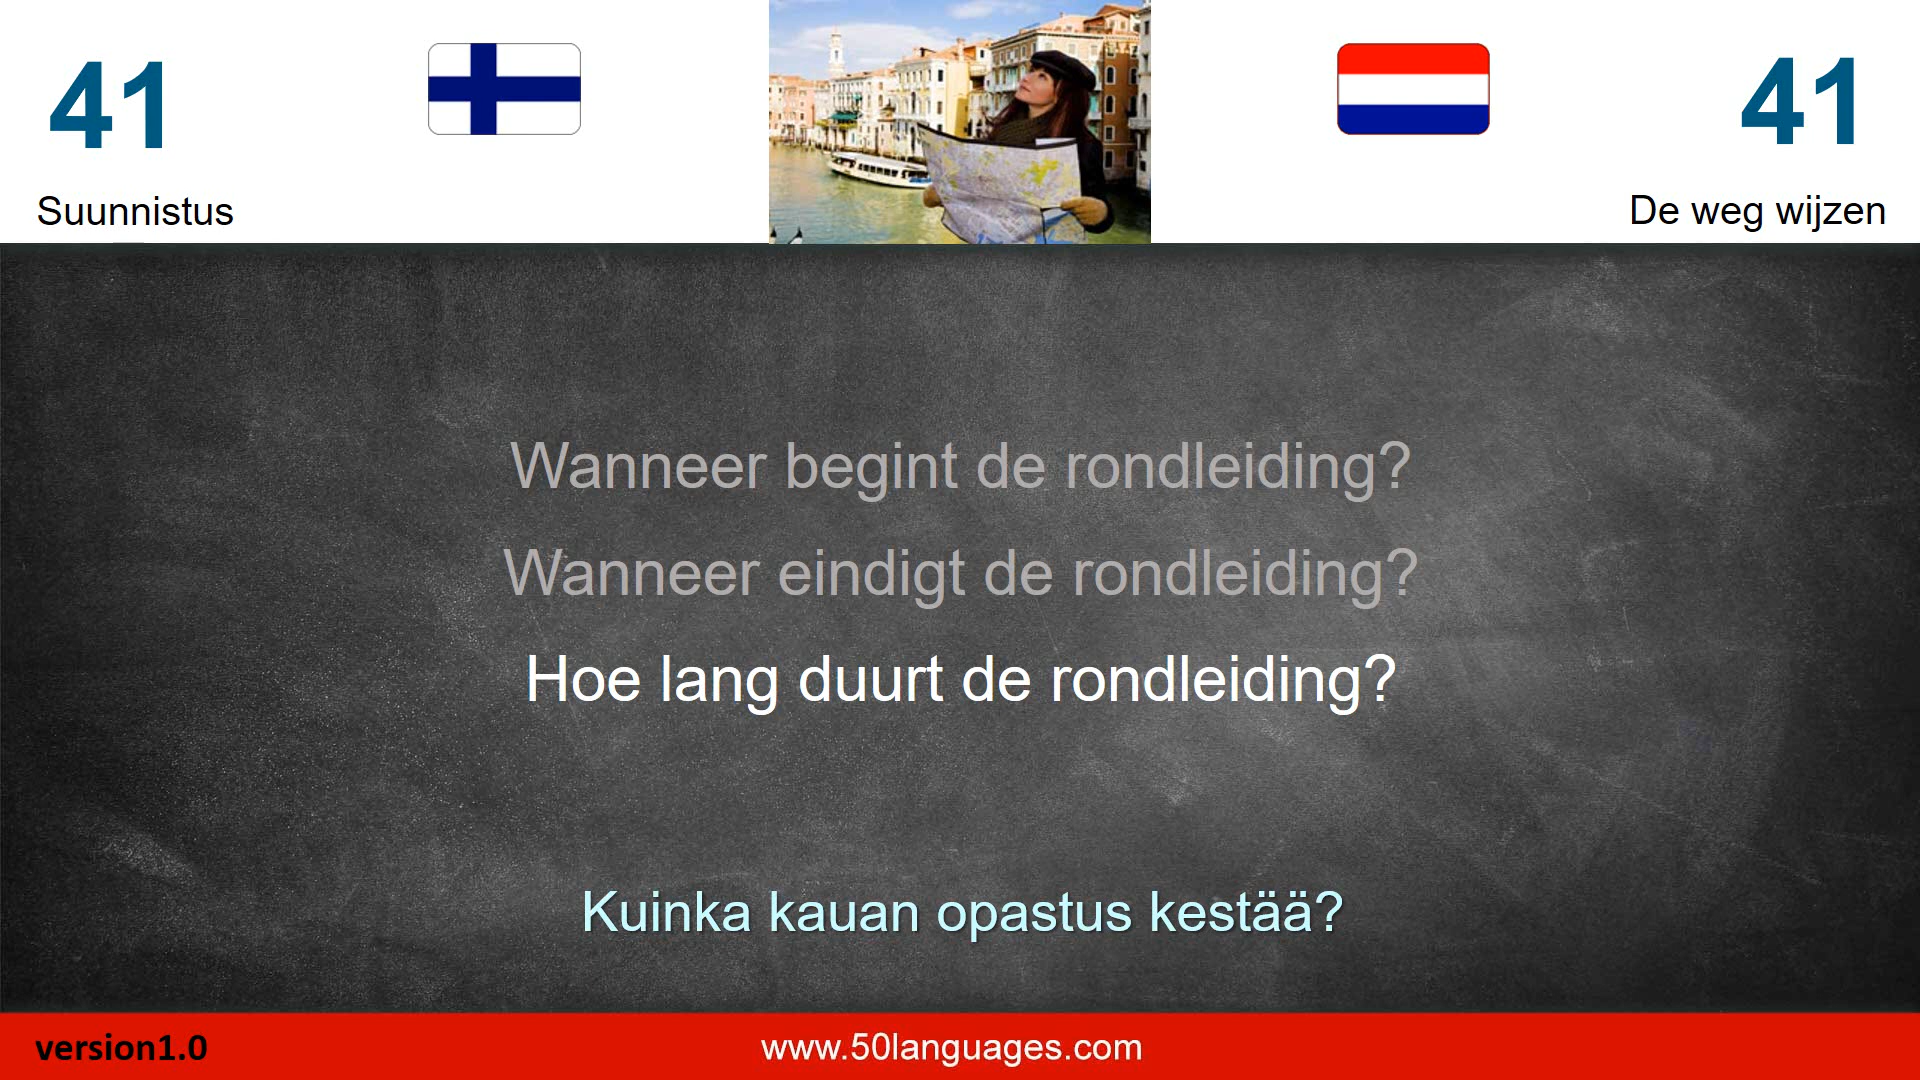 41
41
Suunnistus
De weg wijzen
Wanneer begint de rondleiding?
Wanneer eindigt de rondleiding?
Hoe lang duurt de rondleiding?
Kuinka kauan opastus kestää?
version1.0
www.50languages.com